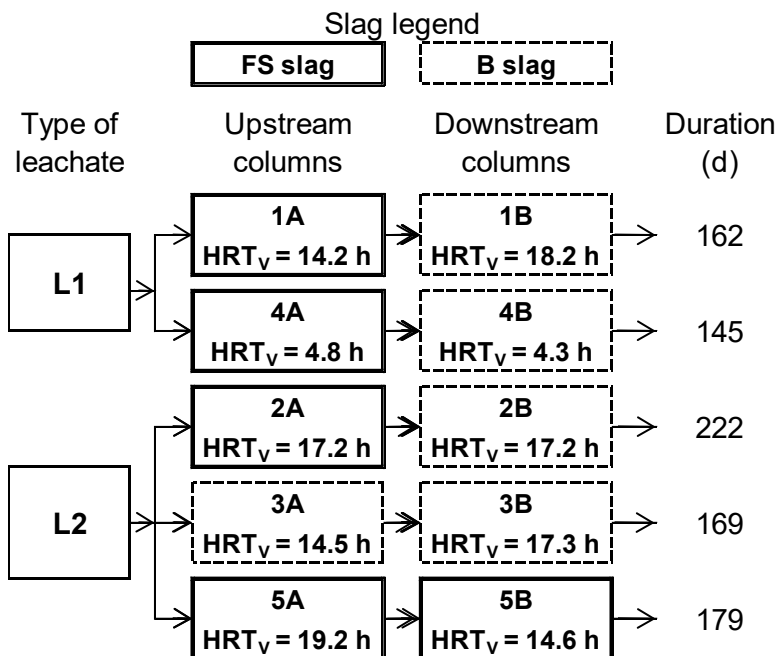 Slag legend
FS slag B slag
Type of Upstream Downstream Duration
leachate columns columns (d)
1A 1B
HRTV = 14.2 h HRTV = 18.2 h 162
L1
4A 4B
HRTV = 4.8 h HRTV = 4.3 h 145
2A 2B
HRTV = 17.2 h HRTV = 17.2 h 222
L2
3A 3B
HRTV = 14.5 h HRTV = 17.3 h 169
5A 5B
HRTV = 19.2 h HRTV = 14.6 h 179